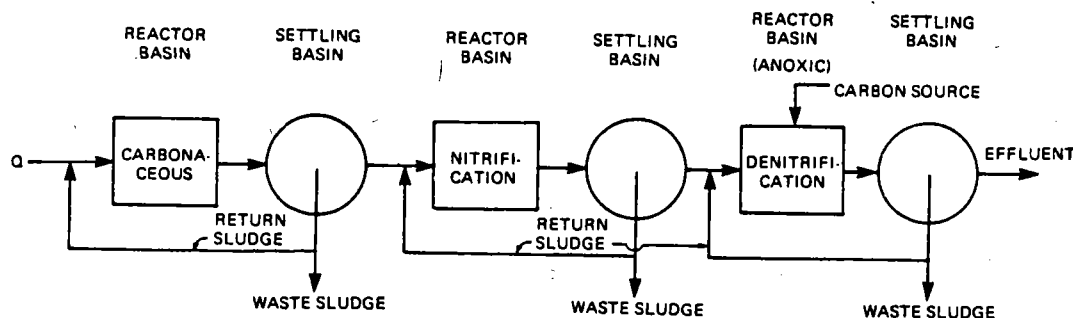 REACTOR
BASIN
SETTLING
BASIN
REACTOR
BASIN
SETTLING
BASIN
REACTOR
BASIN
(ANOXIC)
SETTLING
BASIN
CARBON SOURCE
Q
CARBONA-
CEOUS
NITRIFI-
CATION
DENITRIFI-
CATION
EFFLUENT
RETURN
SLUDGE
RETURN
SLUDGE
WASTE SLUDGE
WASTE SLUDGE
WASTE SLUDGE